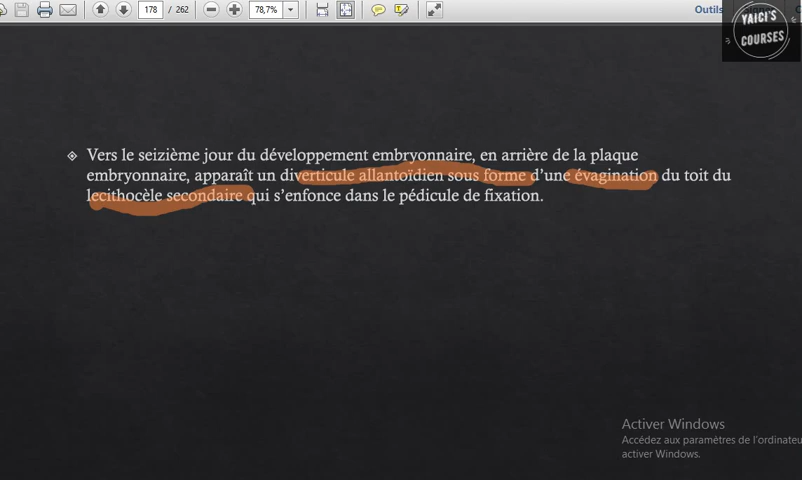 178 / 262
78,7%
Outils
YAICI'S
COURSES
Vers le seizième jour du développement embryonnaire, en arrière de la plaque
embryonnaire, apparaît un diverticule allantoïdien sous forme d'une évagination du toit du
lecithocèle secondaire qui s'enfonce dans le pédicule de fixation.
Activer Windows
Accédez aux paramètres de l'ordinateu
activer Windows.